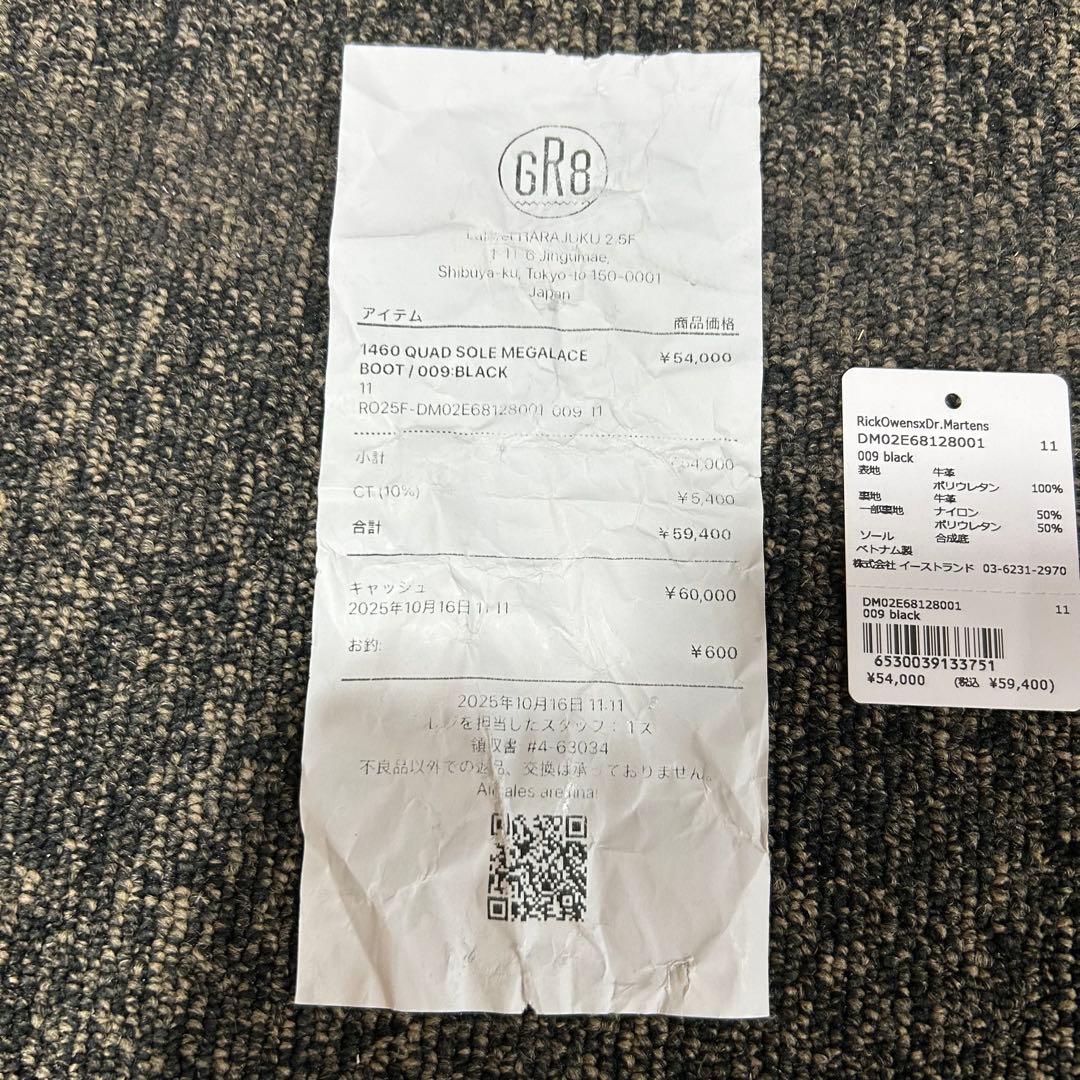 GR8
HARAJUKU 2.5F
1-11-6 Jingumae,
Shibuya-ku, Tokyo-to 150-0001
Japan
アイテム 商品価格
1460 QUAD SOLE MEGALACE ¥54,000
BOOT / 009:BLACK
11
RO25F-DM02E68128001-009-11
小計 ¥54,000
CT (10%) ¥5,400
合計 ¥59,400
キャッシュ ¥60,000
2025年10月16日 11:11
お釣: ¥600
2025年10月16日 11:11
レジを担当したスタッフ:
領収書 #4-63034
不良品以外での返品、交換は承っておりません。
All sales are final
RickOwensxDr.Martens
DM02E68128001 11
009 black
表地 牛革
ポリウレタン 100%
裏地 牛革
一部裏地 ナイロン 50%
ポリウレタン 50%
ソール 合成底
ベトナム製
株式会社 イーストランド 03-6231-2970
DM02E68128001 11
009 black
6530039133751
¥54,000 (税込 ¥59,400)